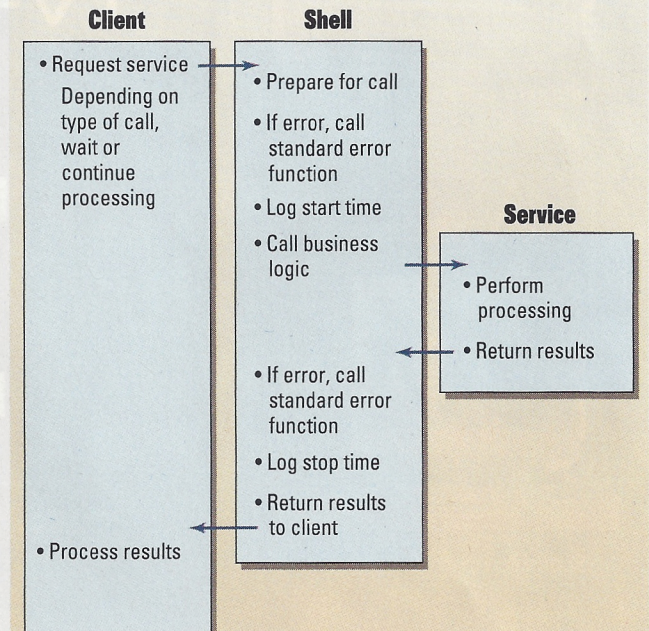 Client
• Request service
Depending on
type of call,
wait or
continue
processing
• Process results
Shell
• Prepare for call
• If error, call
standard error
function
• Log start time
• Call business
logic
• If error, call
standard error
function
• Log stop time
• Return results
to client
Service
• Perform
processing
• Return results